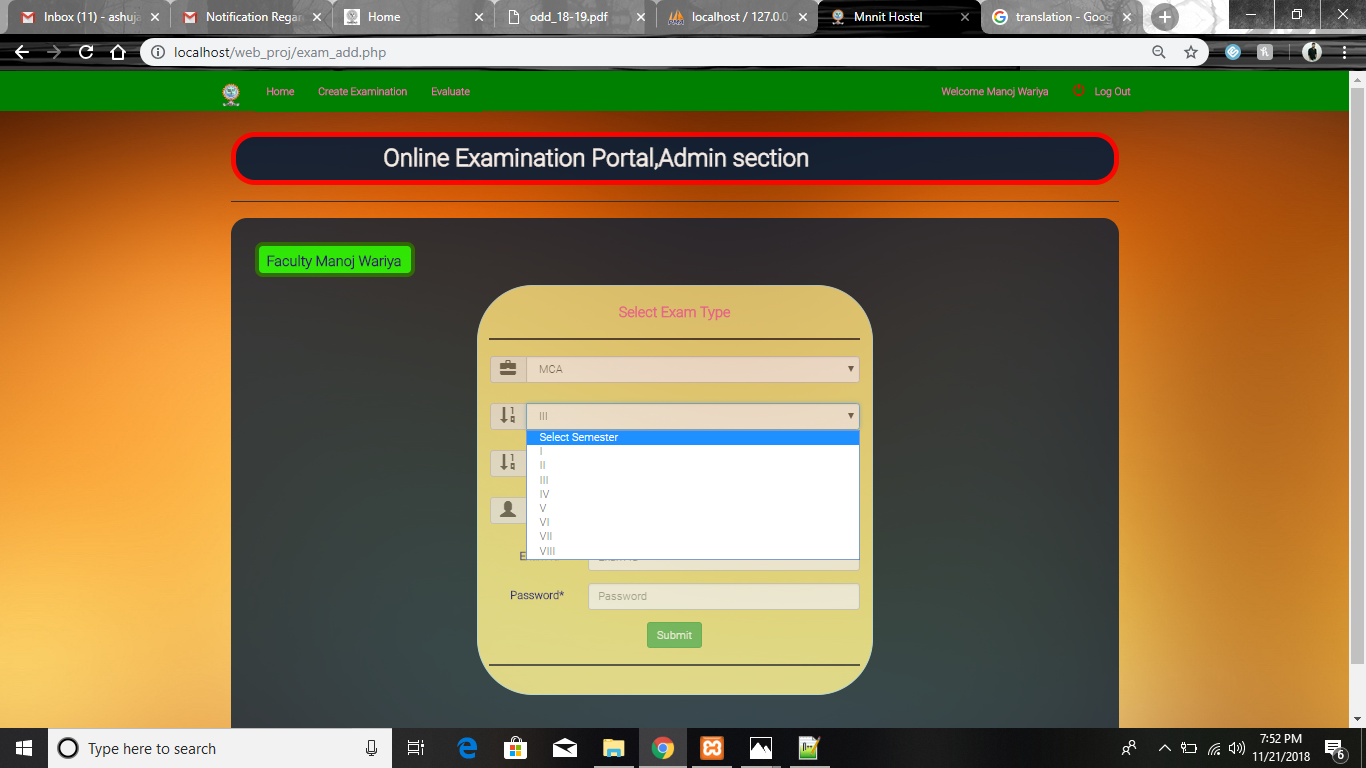 Inbox (11) - ashuja
Notification Regar
Home
odd_18-19.pdf
localhost / 127.0.0
Mnnit Hostel
translation - Goog
localhost/web_proj/exam_add.php
Home
Create Examination
Evaluate
Welcome Manoj Wariya
Log Out
Online Examination Portal,Admin section
Faculty Manoj Wariya
Select Exam Type
MCA
III
Select Semester
I
II
III
IV
V
VI
VII
VIII
Password*
Password
Submit
Type here to search
7:52 PM
11/21/2018
6